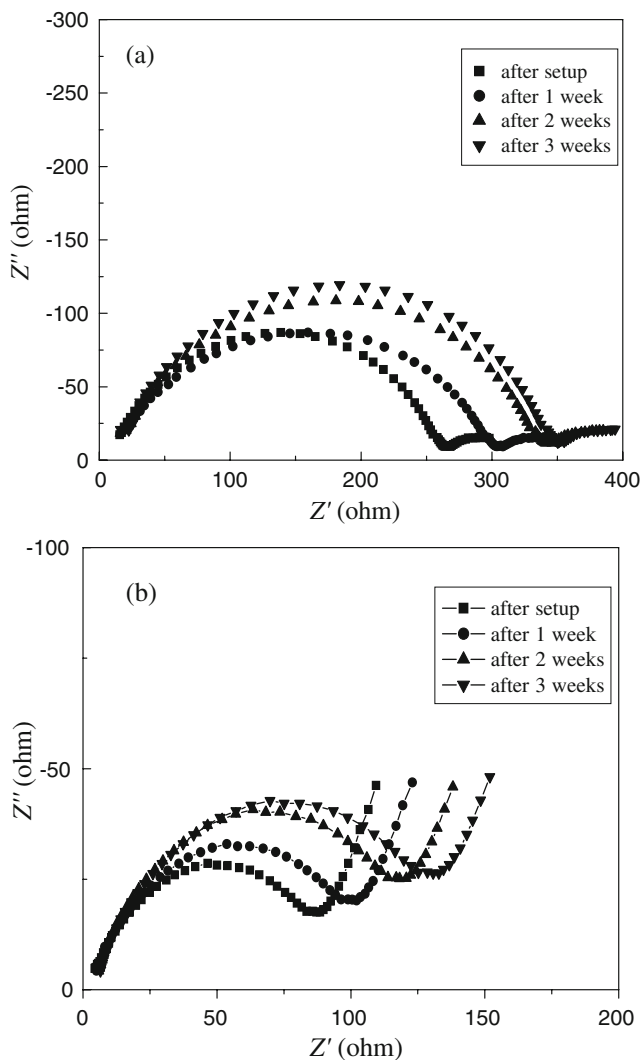 -300
(a)
after setup
after 1 week
after 2 weeks
after 3 weeks
-250
-200
-150
-100
-50
0
Z'' (ohm)
0 100 200 300 400
Z' (ohm)
-100
(b)
after setup
after 1 week
after 2 weeks
after 3 weeks
-50
0
Z'' (ohm)
0 50 100 150 200
Z' (ohm)